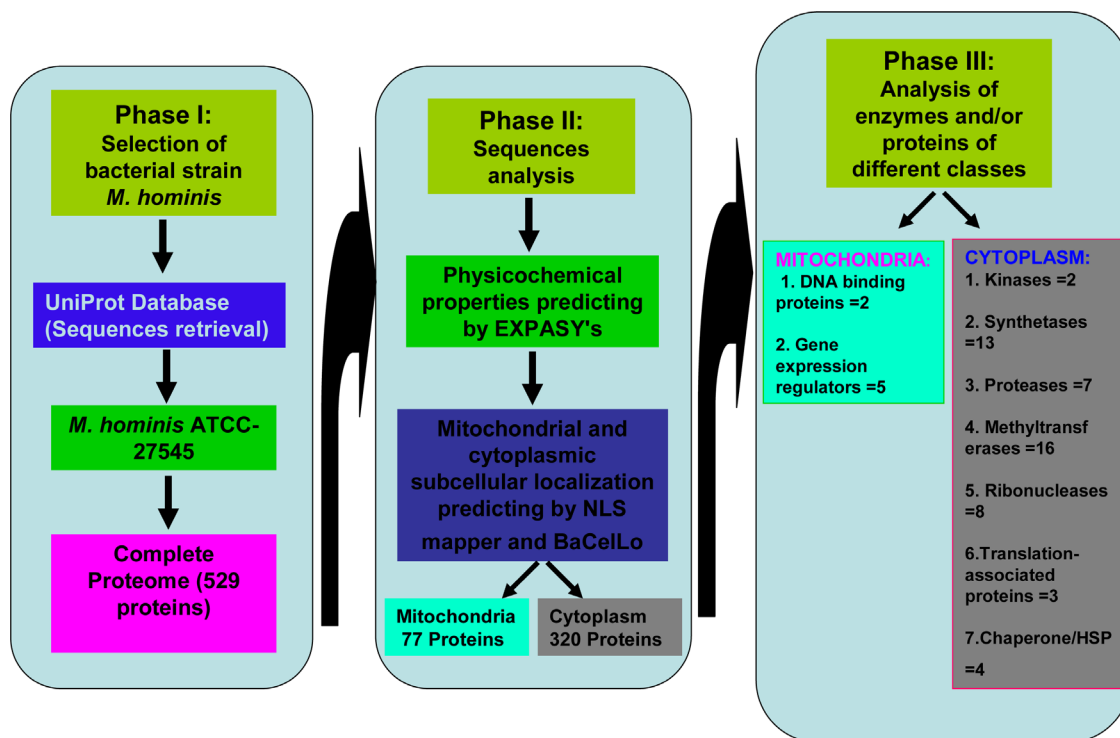 Phase I:
Selection of
bacterial strain
M. hominis
UniProt Database
(Sequences retrieval)
M. hominis ATCC-
27545
Complete
Proteome (529
proteins)
Phase II:
Sequences
analysis
Physicochemical
properties predicting
by EXPASY's
Mitochondrial and
cytoplasmic
subcellular localization
predicting by NLS
mapper and BaCelLo
Mitochondria
77 Proteins
Cytoplasm
320 Proteins
Phase III:
Analysis of
enzymes and/or
proteins of
different classes
MITOCHONDRIA:
1. DNA binding
proteins =2
2. Gene
expression
regulators =5
CYTOPLASM:
1. Kinases =2
2. Synthetases
=13
3. Proteases =7
4. Methyltransf
erases =16
5. Ribonucleases
=8
6.Translation-
associated
proteins =3
7.Chaperone/HSP
=4